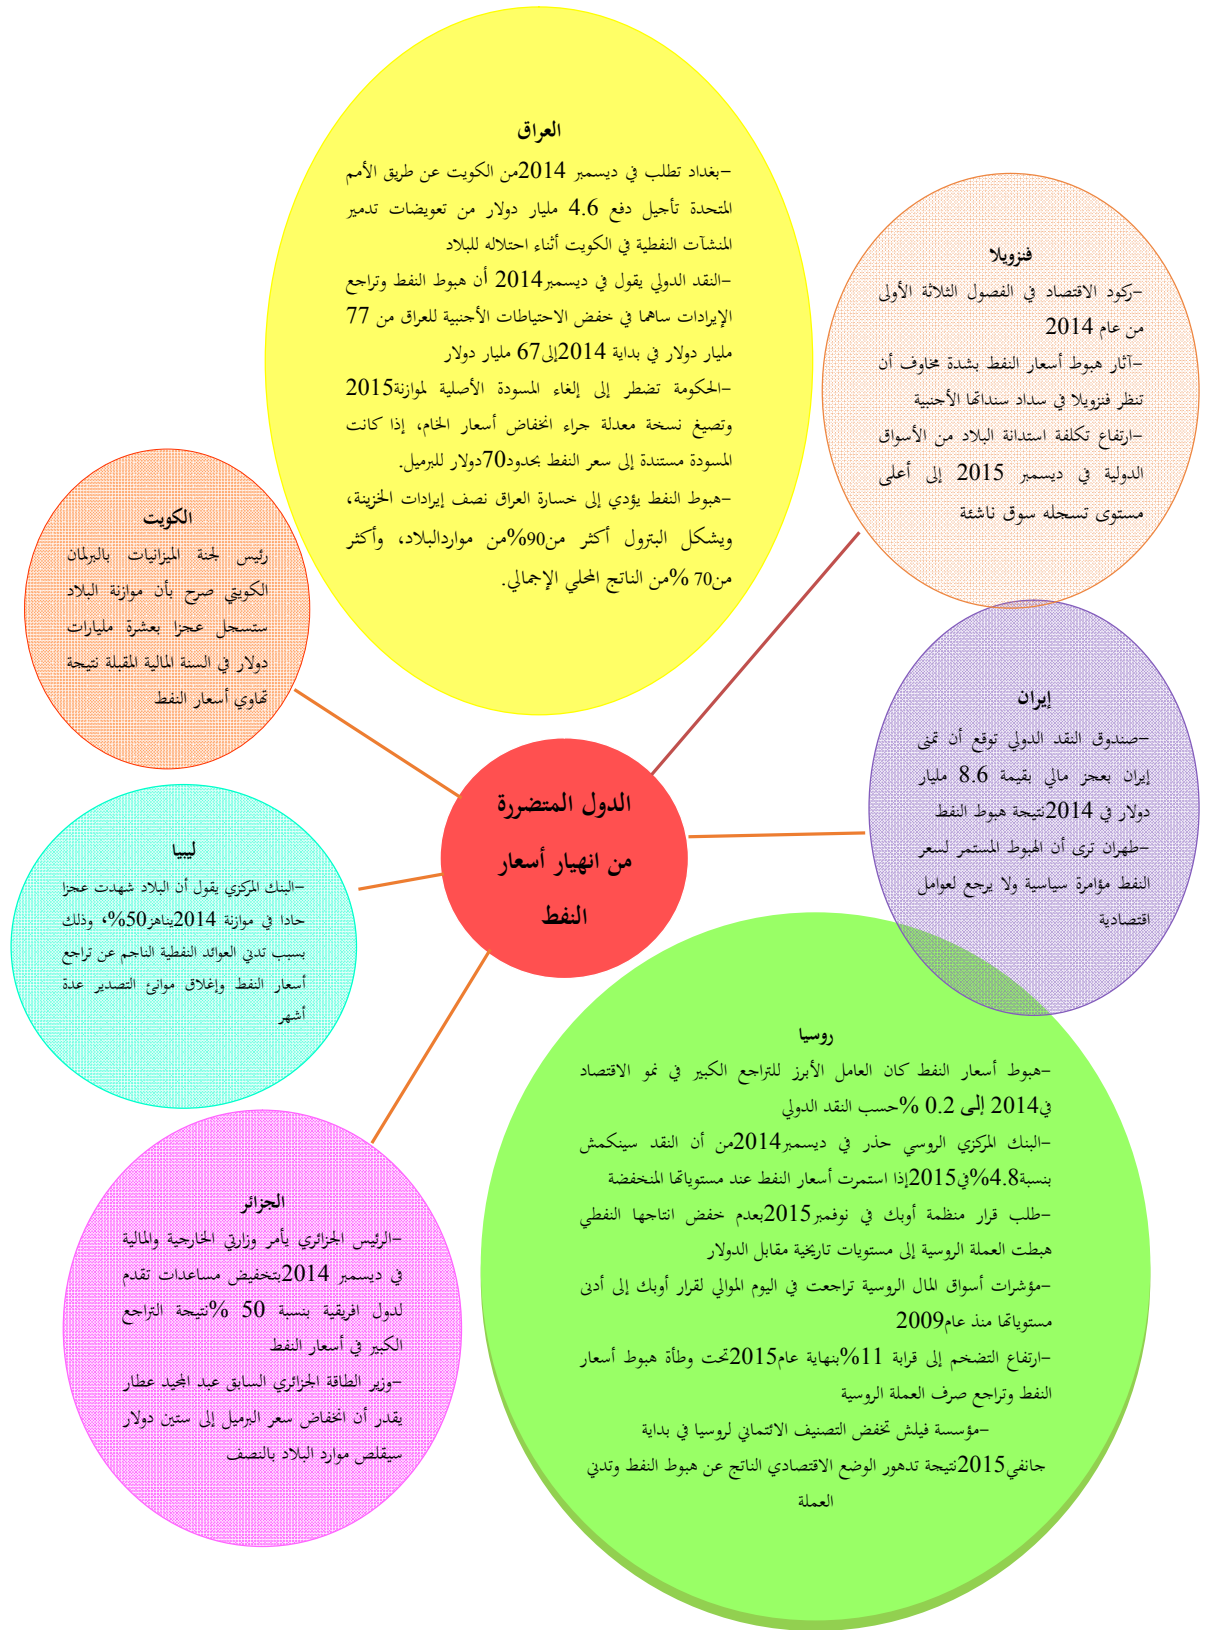 العراق
-بغداد تطلب في ديسمبر 2014من الكويت عن طريق الأمم
المتحدة تأجيل دفع 4.6 مليار دولار من تعويضات تدمير
المنشآت النفطية في الكويت أثناء احتلاله للبلاد
-النقد الدولي يقول في ديسمبر2014 أن هبوط النفط وتراجع
الإيرادات ساهما في خفض الاحتياطات الأجنبية للعراق من 77
مليار دولار في بداية 2014إلى67 مليار دولار
-الحكومة تضطر إلى إلغاء المسودة الأصلية لموازنة2015
وتصيغ نسخة معدلة جراء انخفاض أسعار الخام، إذا كانت
المسودة مستندة إلى سعر النفط بحدود70دولار للبرميل.
-هبوط النفط يؤدي إلى خسارة العراق نصف إيرادات الخزينة،
ويشكل البترول أكثر من90%من مواردالبلاد، وأكثر
من70 %من الناتج المحلي الإجمالي.
فنزويلا
-ركود الاقتصاد في الفصول الثلاثة الأولى
من عام 2014
-آثار هبوط أسعار النفط بشدة مخاوف أن
تنظر فنزويلا في سداد سنداتها الأجنبية
-ارتفاع تكلفة استدانة البلاد من الأسواق
الدولية في ديسمبر 2015 إلى أعلى
مستوى تسجله سوق ناشئة
الكويت
رئيس لجنة الميزانيات بالبرلمان
الكويتي صرح بأن موازنة البلاد
ستسجل عجزا بعشرة مليارات
دولار في السنة المالية المقبلة نتيجة
تهاوي أسعار النفط
إيران
-صندوق النقد الدولي توقع أن تمنى
إيران بعجز مالي بقيمة 8.6 مليار
دولار في 2014نتيجة هبوط النفط
-طهران ترى أن الهبوط المستمر لسعر
النفط مؤامرة سياسية ولا يرجع لعوامل
اقتصادية
الدول المتضررة
من انهيار أسعار
النفط
ليبيا
-البنك المركزي يقول أن البلاد شهدت عجزا
حادا في موازنة 2014يناهز50%، وذلك
بسبب تدني العوائد النفطية الناجم عن تراجع
أسعار النفط وإغلاق موانئ التصدير عدة
أشهر
روسيا
-هبوط أسعار النفط كان العامل الأبرز للتراجع الكبير في نمو الاقتصاد
في2014 إلى 0.2 %حسب النقد الدولي
-البنك المركزي الروسي حذر في ديسمبر2014من أن النقد سينكمش
بنسبة4.8%في2015إذا استمرت أسعار النفط عند مستوياتها المنخفضة
-طلب قرار منظمة أوبك في نوفمبر2015بعدم خفض انتاجها النفطي
هبطت العملة الروسية إلى مستويات تاريخية مقابل الدولار
-مؤشرات أسواق المال الروسية تراجعت في اليوم الموالي لقرار أوبك إلى أدنى
مستوياتها منذ عام2009
-ارتفاع التضخم إلى قرابة 11%بنهاية عام2015تحت وطأة هبوط أسعار
النفط وتراجع صرف العملة الروسية
-مؤسسة فيلش تخفض التصنيف الائتماني لروسيا في بداية
جانفي2015نتيجة تدهور الوضع الاقتصادي الناتج عن هبوط النفط وتدني
العملة
الجزائر
-الرئيس الجزائري يأمر وزارتي الخارجية والمالية
في ديسمبر 2014بتخفيض مساعدات تقدم
لدول افريقية بنسبة 50 %نتيجة التراجع
الكبير في أسعار النفط
-وزير الطاقة الجزائري السابق عبد المجيد عطار
يقدر أن انخفاض سعر البرميل إلى ستين دولار
سيقلص موارد البلاد بالنصف